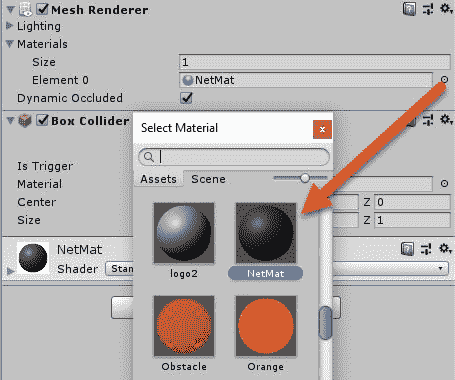 Mesh Renderer
Lighting
Materials
Size 1
Element 0 NetMat
Dynamic Occluded
Box Collider
Select Material
Is Trigger
Assets Scene
Material
Center Z 0
Size Z 1
NetMat
Shader Stan
logo2 NetMat
Obstacle Orange